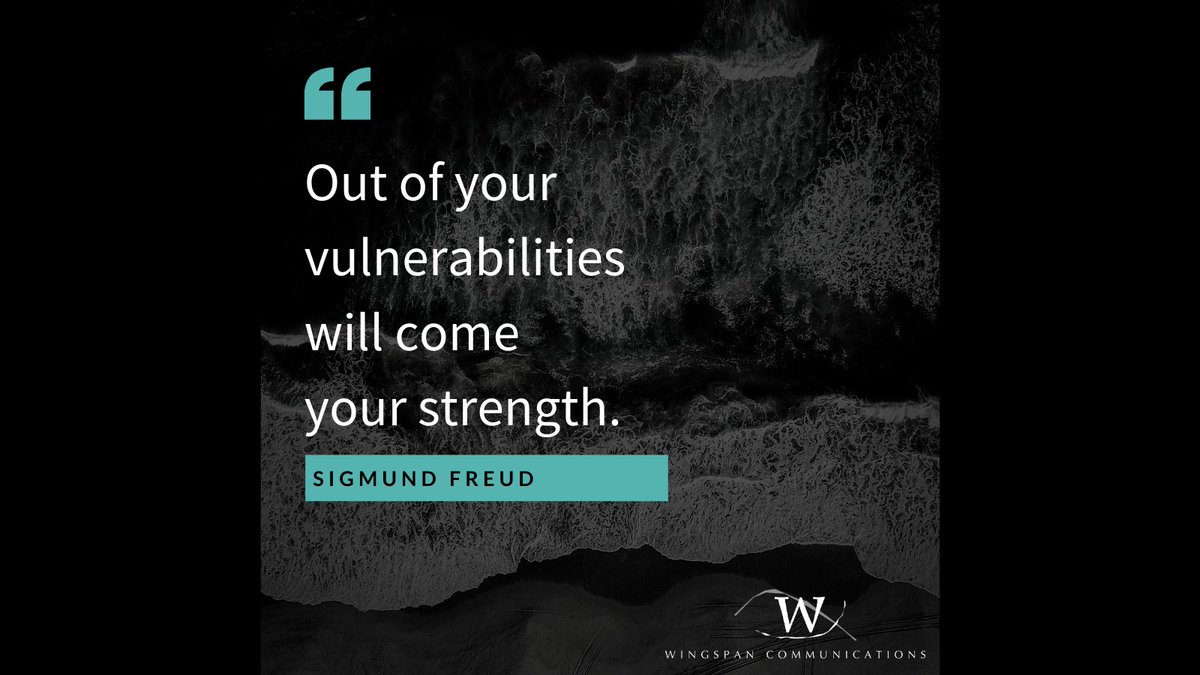 “
Out of your
vulnerabilities
will come
your strength.
SIGMUND FREUD
W
WINGSPAN COMMUNICATIONS